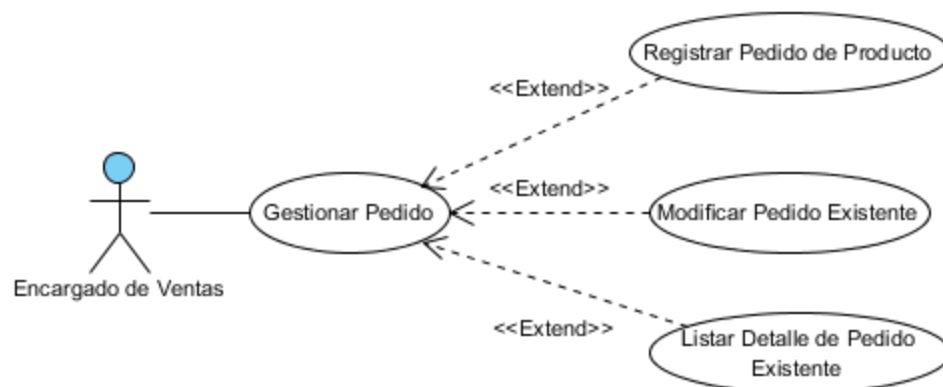 Registrar Pedido de Producto
<<Extend>>
<<Extend>>
Gestionar Pedido
Modificar Pedido Existente
Encargado de Ventas
<<Extend>>
Listar Detalle de Pedido
Existente